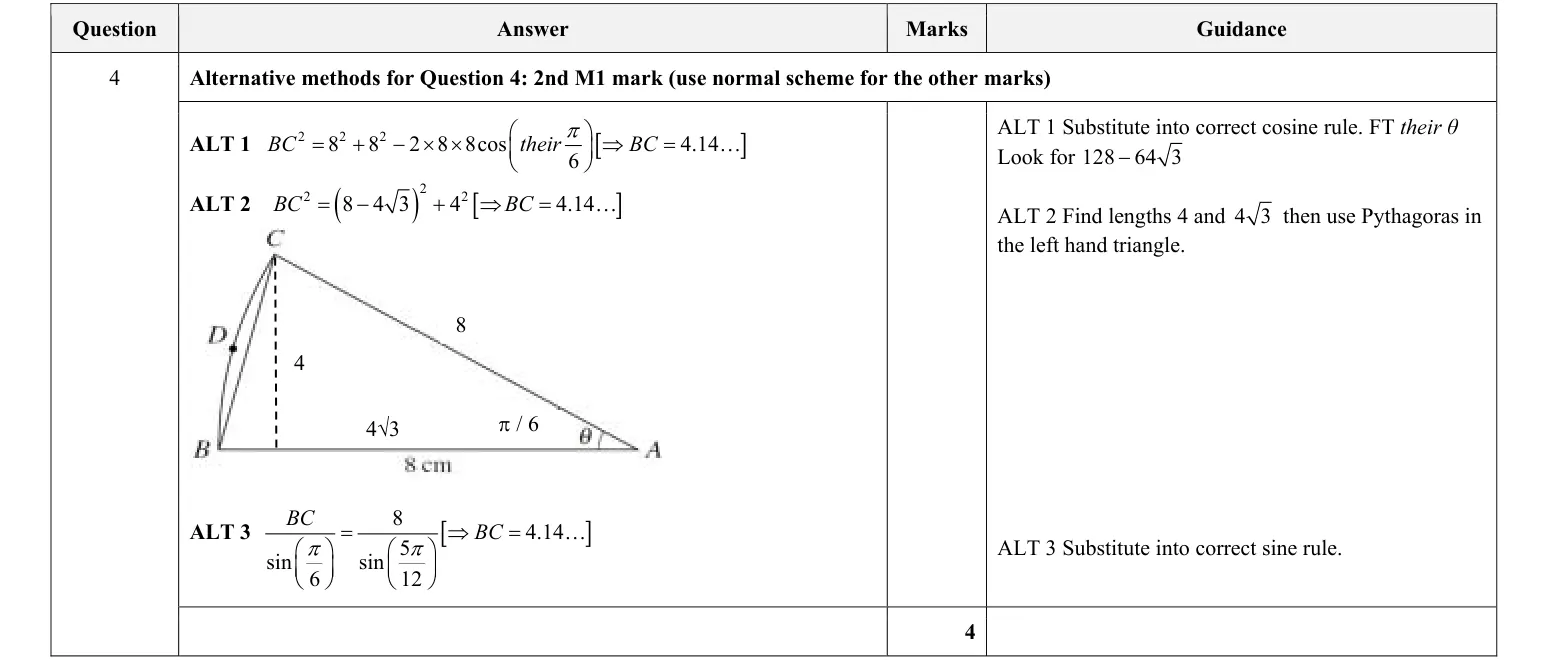 Question Answer Marks Guidance
4 Alternative methods for Question 4: 2nd M1 mark (use normal scheme for the other marks)
ALT 1 BC² = 8² + 8² − 2×8×8cos(their π/6)[⇒ BC = 4.14…]
ALT 2 BC² = (8 − 4√3)² + 4² [⇒ BC = 4.14…]
C
D
8
4
4√3
π / 6
θ
B
A
8 cm
ALT 3 BC/sin(π/6) = 8/sin(5π/12) [⇒ BC = 4.14…]
ALT 1 Substitute into correct cosine rule. FT their θ
Look for 128 − 64√3
ALT 2 Find lengths 4 and 4√3 then use Pythagoras in
the left hand triangle.
ALT 3 Substitute into correct sine rule.
4